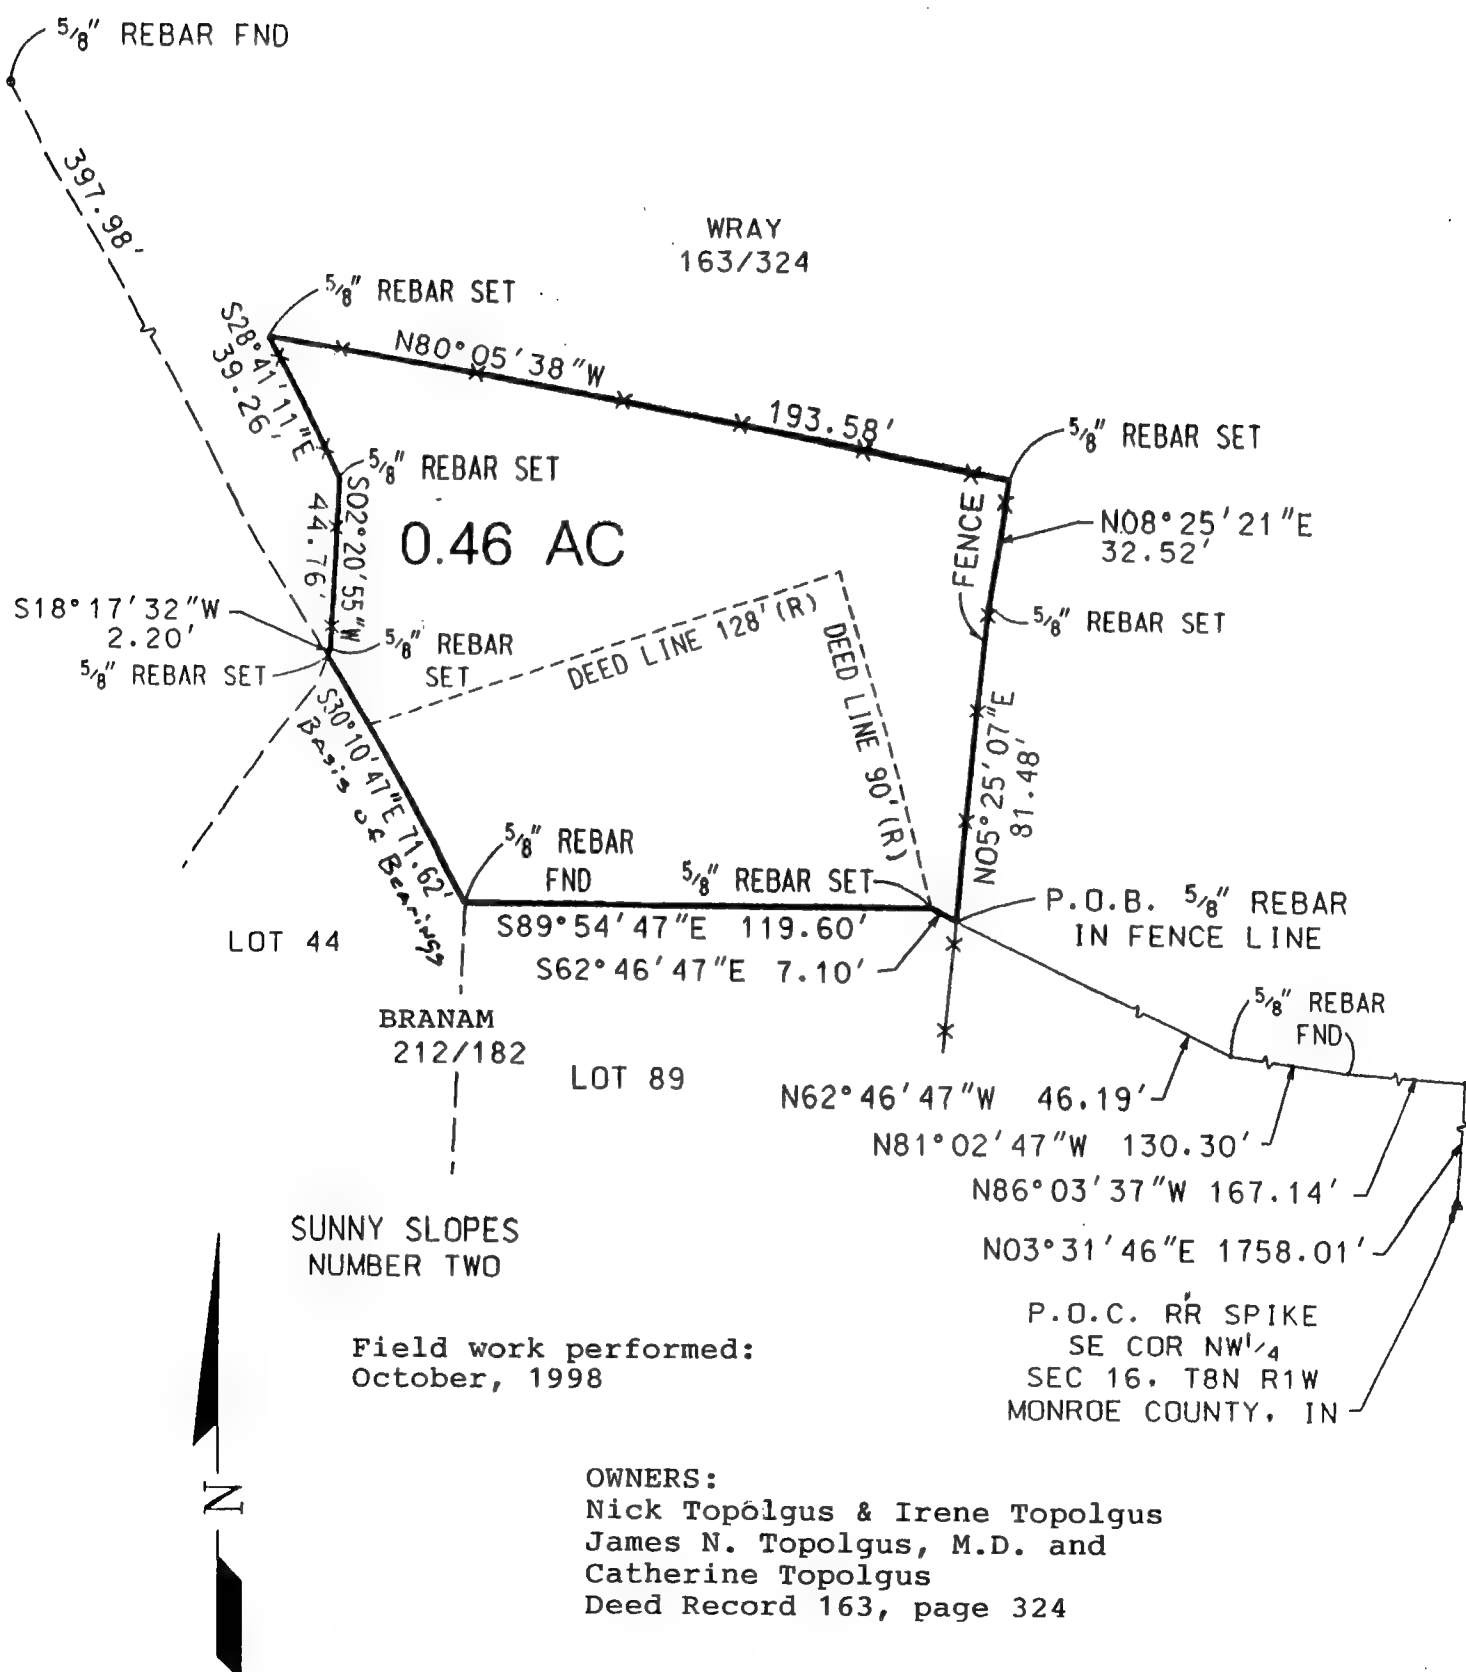 5/8" REBAR FND
397.98'
WRAY
163/324
5/8" REBAR SET
S28°41'11"E
39.26'
N80°05'38"W
193.58'
5/8" REBAR SET
5/8" REBAR SET
S02°20'55"W
44.76'
0.46 AC
FENCE
N08°25'21"E
32.52'
S18°17'32"W
2.20'
5/8" REBAR SET
5/8" REBAR
SET
DEED LINE 128'(R)
DEED LINE 90'(R)
5/8" REBAR SET
S30°10'47"E 71.62'
Basis of Bearings
N05°25'07"E
81.48'
5/8" REBAR
FND
5/8" REBAR SET
P.O.B. 5/8" REBAR
IN FENCE LINE
S89°54'47"E 119.60'
S62°46'47"E 7.10'
LOT 44
BRANAM
212/182
LOT 89
5/8" REBAR
FND
N62°46'47"W 46.19'
N81°02'47"W 130.30'
N86°03'37"W 167.14'
N03°31'46"E 1758.01'
SUNNY SLOPES
NUMBER TWO
P.O.C. RR SPIKE
SE COR NW1/4
SEC 16, T8N R1W
MONROE COUNTY, IN
Field work performed:
October, 1998
N
OWNERS:
Nick Topolgus & Irene Topolgus
James N. Topolgus, M.D. and
Catherine Topolgus
Deed Record 163, page 324